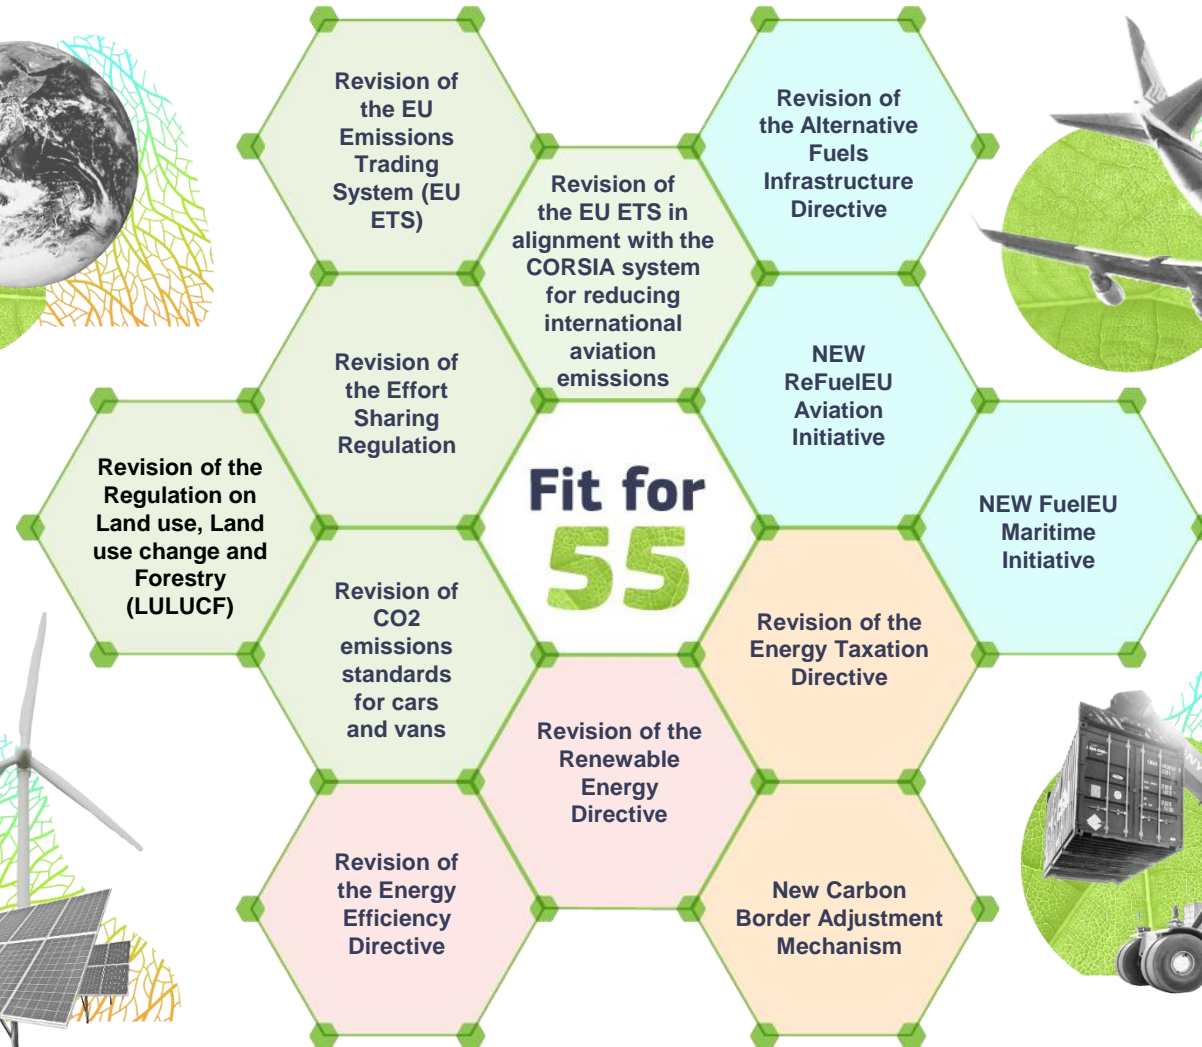 Revision of
the EU
Emissions
Trading
System (EU
ETS)
Revision of
the EU ETS in
alignment with the
CORSIA system
for reducing
international
aviation
emissions
Revision of
the Alternative
Fuels
Infrastructure
Directive
Revision of
the Effort
Sharing
Regulation
NEW
ReFuelEU
Aviation
Initiative
Revision of the
Regulation on
Land use, Land
use change and
Forestry
(LULUCF)
Fit for
55
NEW FuelEU
Maritime
Initiative
Revision of
CO2
emissions
standards
for cars
and vans
Revision of the
Energy Taxation
Directive
Revision of the
Renewable
Energy
Directive
Revision of
the Energy
Efficiency
Directive
New Carbon
Border Adjustment
Mechanism